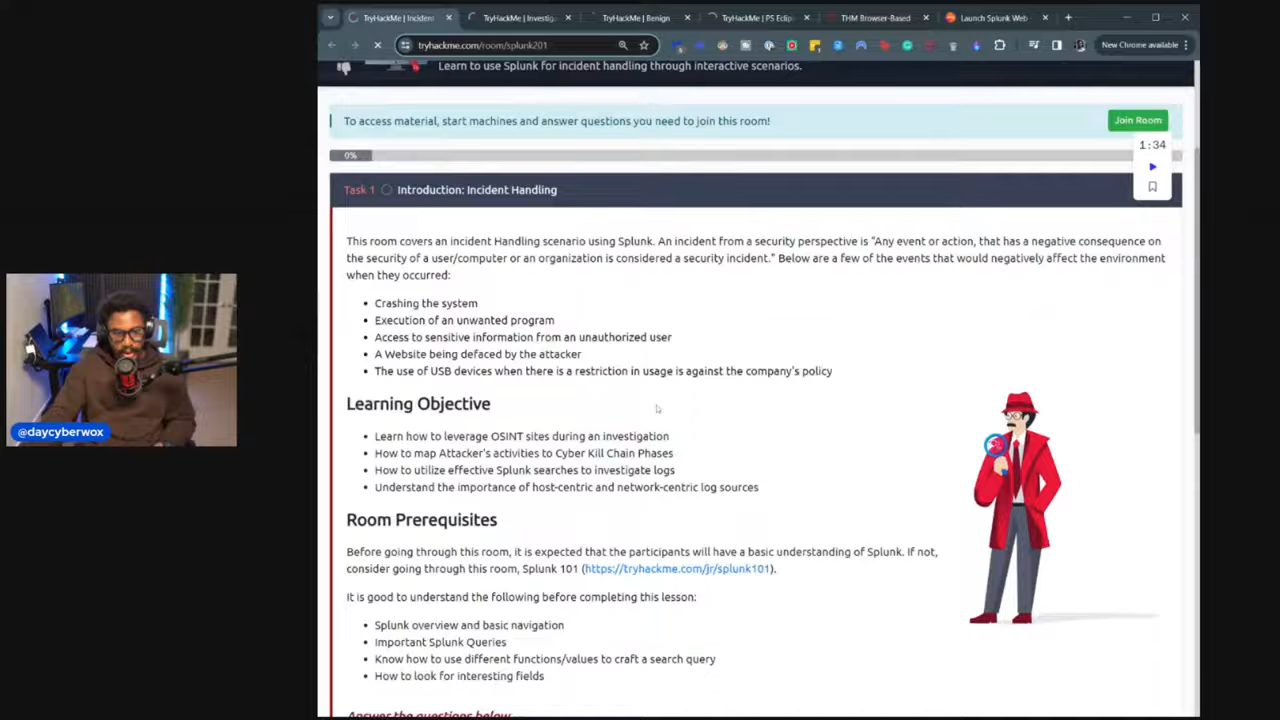 TryHackMe | Incident
TryHackMe | Investig
TryHackMe | Benign
TryHackMe | PS Eclip
THM Browser-Based
Launch Splunk Web
tryhackme.com/room/splunk201
New Chrome available
Learn to use Splunk for incident handling through interactive scenarios.
To access material, start machines and answer questions you need to join this room!
Join Room
1:34
0%
Task 1
Introduction: Incident Handling
This room covers an incident Handling scenario using Splunk. An incident from a security perspective is "Any event or action, that has a negative consequence on
the security of a user/computer or an organization is considered a security incident." Below are a few of the events that would negatively affect the environment
when they occurred:
• Crashing the system
• Execution of an unwanted program
• Access to sensitive information from an unauthorized user
• A Website being defaced by the attacker
• The use of USB devices when there is a restriction in usage is against the company's policy
Learning Objective
• Learn how to leverage OSINT sites during an investigation
• How to map Attacker's activities to Cyber Kill Chain Phases
• How to utilize effective Splunk searches to investigate logs
• Understand the importance of host-centric and network-centric log sources
Room Prerequisites
Before going through this room, it is expected that the participants will have a basic understanding of Splunk. If not,
consider going through this room, Splunk 101 (https://tryhackme.com/jr/splunk101).
It is good to understand the following before completing this lesson:
• Splunk overview and basic navigation
• Important Splunk Queries
• Know how to use different functions/values to craft a search query
• How to look for interesting fields
Answer the questions below
@daycyberwox